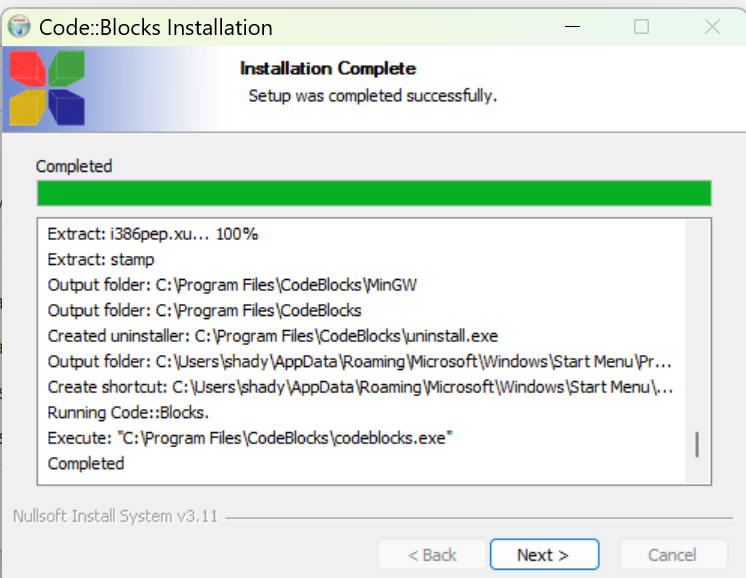 Code::Blocks Installation
Installation Complete
Setup was completed successfully.
Completed
Extract: i386pep.xu... 100%
Extract: stamp
Output folder: C:\Program Files\CodeBlocks\MinGW
Output folder: C:\Program Files\CodeBlocks
Created uninstaller: C:\Program Files\CodeBlocks\uninstall.exe
Output folder: C:\Users\shady\AppData\Roaming\Microsoft\Windows\Start Menu\Pr...
Create shortcut: C:\Users\shady\AppData\Roaming\Microsoft\Windows\Start Menu\...
Running Code::Blocks.
Execute: "C:\Program Files\CodeBlocks\codeblocks.exe"
Completed
Nullsoft Install System v3.11
< Back Next > Cancel